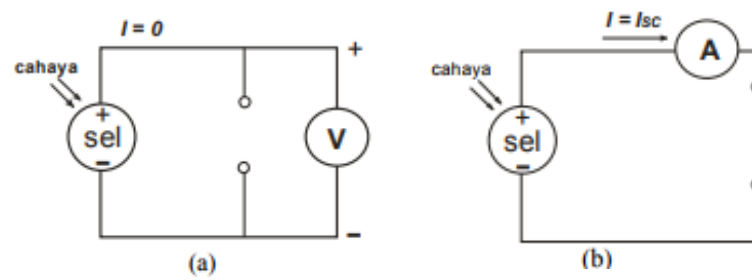 I = 0
+
cahaya
+
sel
−
V
−
(a)
I = Isc
A
cahaya
+
sel
−
(b)